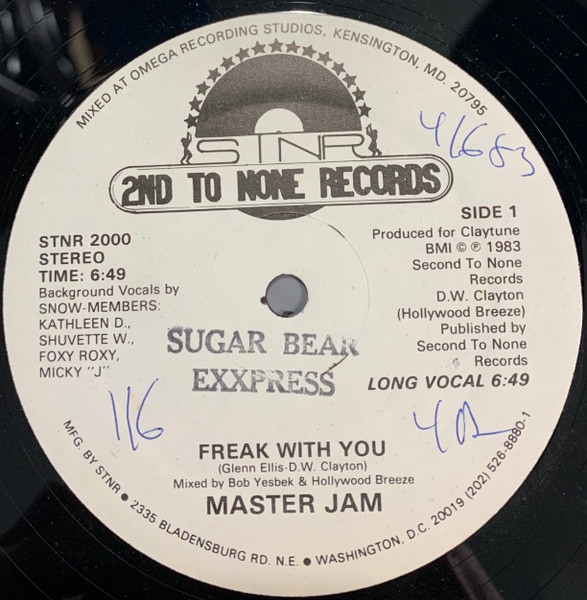 MIXED AT OMEGA RECORDING STUDIOS, KENSINGTON, MD. 20795
STNR
2ND TO NONE RECORDS
4/6/83
STNR 2000
STEREO
TIME: 6:49
Background Vocals by
SNOW-MEMBERS:
KATHLEEN D.,
SHUVETTE W.,
FOXY ROXY,
MICKY "J"
SIDE 1
Produced for Claytune
BMI © ℗ 1983
Second To None
Records
D.W. Clayton
(Hollywood Breeze)
Published by
Second To None
Records
LONG VOCAL 6:49
SUGAR BEAR
EXXPRESS
116
FREAK WITH YOU
(Glenn Ellis-D.W. Clayton)
Mixed by Bob Yesbek & Hollywood Breeze
MASTER JAM
MFG. BY STNR ● 2335 BLADENSBURG RD. N.E. ● WASHINGTON, D.C. 20019 (202) 526-8880-1